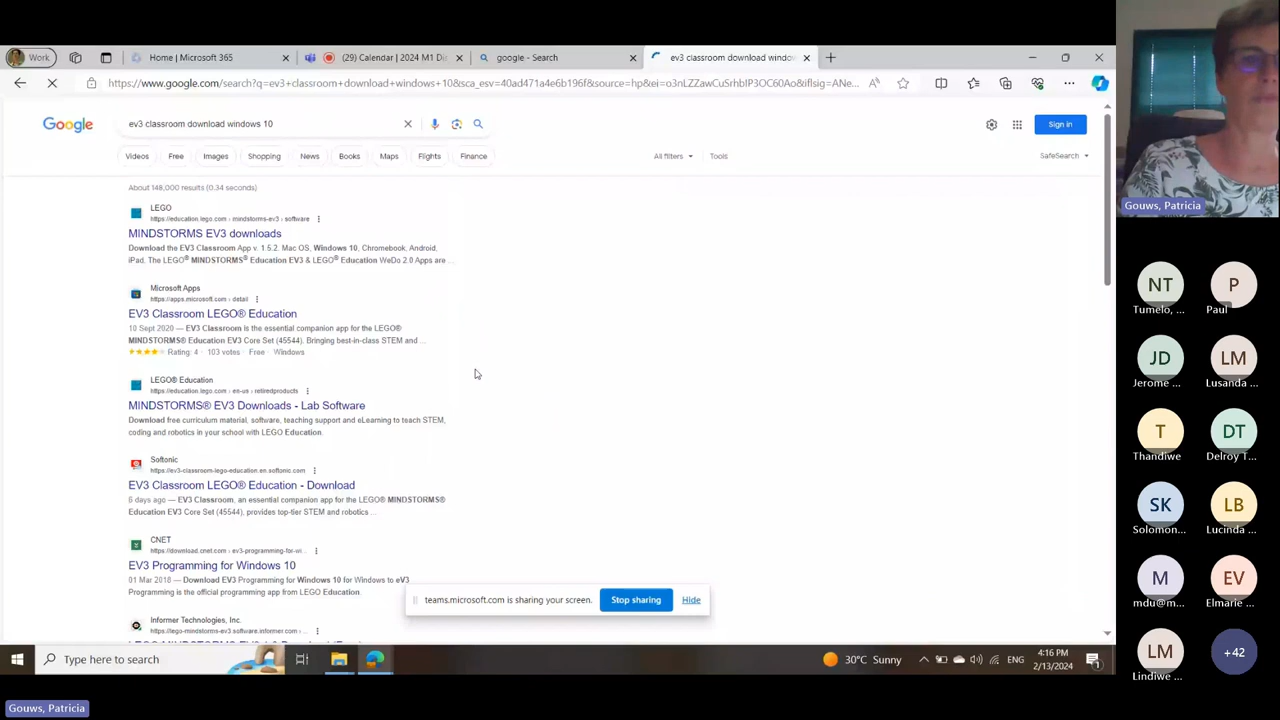 Work
Home | Microsoft 365
(29) Calendar | 2024 M1 Di
google - Search
ev3 classroom download window
https://www.google.com/search?q=ev3+classroom+download+windows+10&sca_esv=40ad471a4e6b196f&source=hp&ei=o3nLZZawCuSrhbIP3OC60Ao&iflsig=ANe...
Google
ev3 classroom download windows 10
Sign in
Videos
Free
Images
Shopping
News
Books
Maps
Flights
Finance
All filters
Tools
SafeSearch
About 148,000 results (0.34 seconds)
LEGO
https://education.lego.com › mindstorms-ev3 › software
MINDSTORMS EV3 downloads
Download the EV3 Classroom App v. 1.5.2. Mac OS, Windows 10, Chromebook, Android,
iPad. The LEGO® MINDSTORMS® Education EV3 & LEGO® Education WeDo 2.0 Apps are ...
Microsoft Apps
https://apps.microsoft.com › detail
EV3 Classroom LEGO® Education
10 Sept 2020 — EV3 Classroom is the essential companion app for the LEGO®
MINDSTORMS® Education EV3 Core Set (45544). Bringing best-in-class STEM and ...
Rating: 4 · 103 votes · Free · Windows
LEGO® Education
https://education.lego.com › en-us › retiredproducts
MINDSTORMS® EV3 Downloads - Lab Software
Download free curriculum material, software, teaching support and eLearning to teach STEM,
coding and robotics in your school with LEGO Education.
Softonic
https://ev3-classroom-lego-education.en.softonic.com
EV3 Classroom LEGO® Education - Download
6 days ago — EV3 Classroom, an essential companion app for the LEGO® MINDSTORMS®
Education EV3 Core Set (45544), provides top-tier STEM and robotics ...
CNET
https://download.cnet.com › ev3-programming-for-wi...
EV3 Programming for Windows 10
01 Mar 2018 — Download EV3 Programming for Windows 10 for Windows to eV3
Programming is the official programming app from LEGO Education.
Informer Technologies, Inc.
https://lego-mindstorms-ev3.software.informer.com › ...
teams.microsoft.com is sharing your screen.
Stop sharing
Hide
Type here to search
30°C Sunny
ENG
4:16 PM
2/13/2024
1
Gouws, Patricia
Gouws, Patricia
NT
Tumelo, ...
P
Paul
JD
Jerome ...
LM
Lusanda ...
T
Thandiwe
DT
Delroy T...
SK
Solomon...
LB
Lucinda ...
M
mdu@m...
EV
Elmarie ...
LM
Lindiwe ...
+42